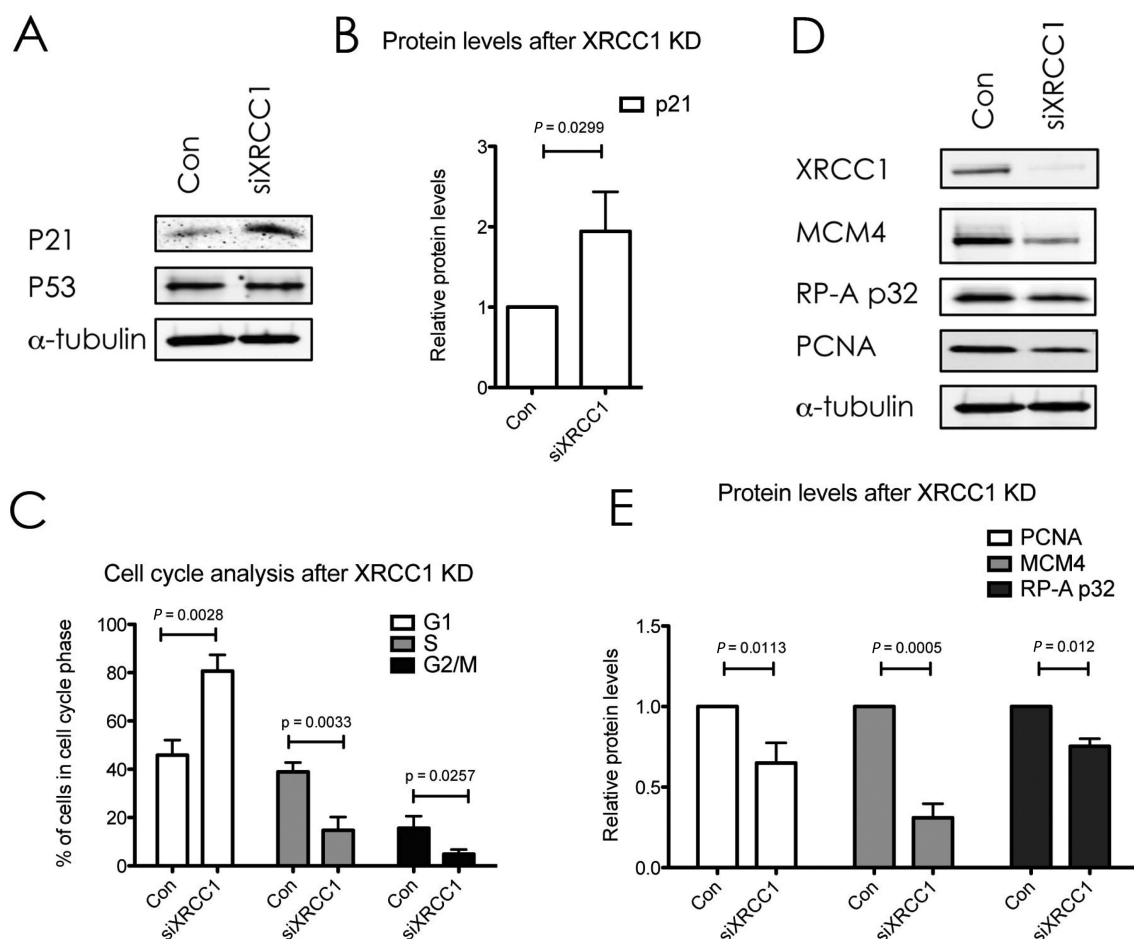 A
Con
siXRCC1
P21
P53
α-tubulin
B
Protein levels after XRCC1 KD
p21
P = 0.0299
Relative protein levels
3
2
1
0
Con
siXRCC1
C
Cell cycle analysis after XRCC1 KD
G1
S
G2/M
P = 0.0028
p = 0.0033
p = 0.0257
% of cells in cell cycle phase
100
80
60
40
20
0
Con
siXRCC1
Con
siXRCC1
Con
siXRCC1
D
Con
siXRCC1
XRCC1
MCM4
RP-A p32
PCNA
α-tubulin
E
Protein levels after XRCC1 KD
PCNA
MCM4
RP-A p32
P = 0.0113
P = 0.0005
P = 0.012
Relative protein levels
1.5
1.0
0.5
0.0
Con
siXRCC1
Con
siXRCC1
Con
siXRCC1